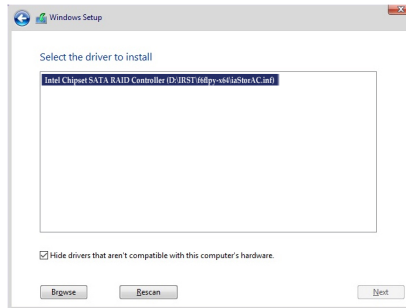 Windows Setup
Select the driver to install
Intel Chipset SATA RAID Controller (D:\IRST\f6flpy-x64\iaStorAC.inf)
Hide drivers that aren't compatible with this computer's hardware.
Browse
Rescan
Next